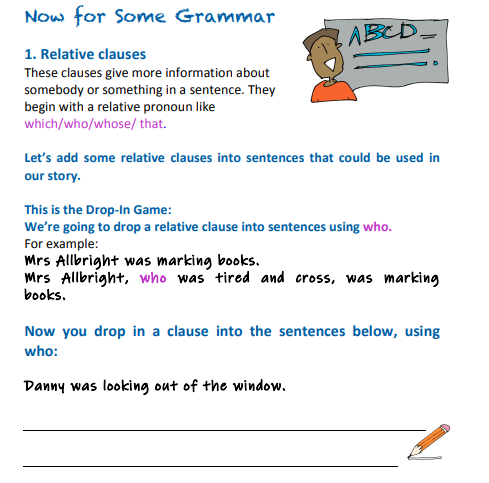 Now for Some Grammar
ABCD
1. Relative clauses
These clauses give more information about
somebody or something in a sentence. They
begin with a relative pronoun like
which/who/whose/ that.
Let's add some relative clauses into sentences that could be used in
our story.
This is the Drop-In Game:
We're going to drop a relative clause into sentences using who.
For example:
Mrs Allbright was marking books.
Mrs Allbright, who was tired and cross, was marking
books.
Now you drop in a clause into the sentences below, using
who:
Danny was looking out of the window.